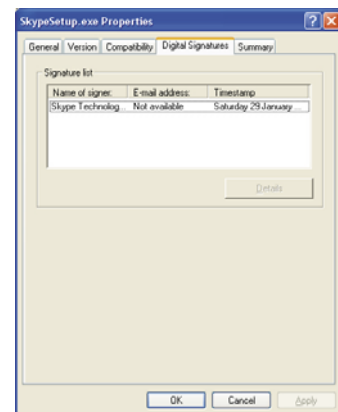 SkypeSetup.exe Properties
General Version Compatibility Digital Signatures Summary
Signature list
Name of signer: E-mail address: Timestamp
Skype Technolog... Not available Saturday 29 January ...
Details
OK Cancel Apply